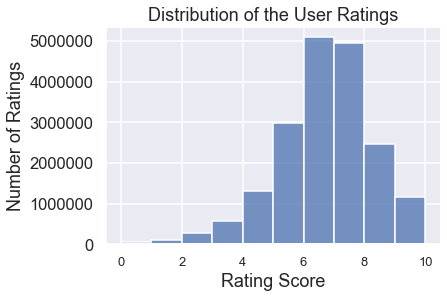 Distribution of the User Ratings
Number of Ratings
5000000
4000000
3000000
2000000
1000000
0
0 2 4 6 8 10
Rating Score